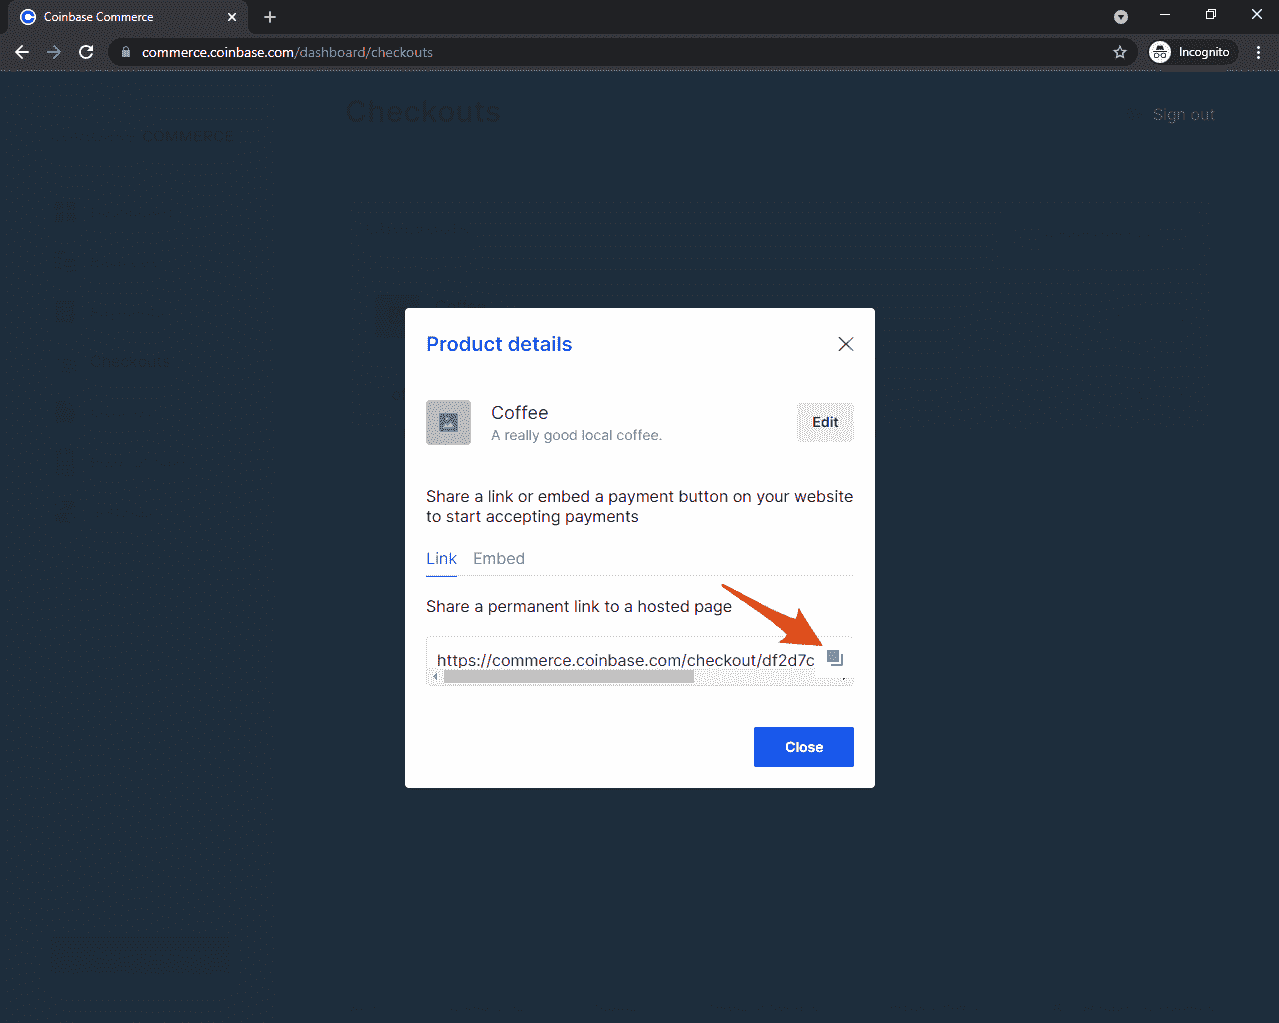 Coinbase Commerce
commerce.coinbase.com/dashboard/checkouts
Incognito
Checkouts
Sign out
COMMERCE
Product details
Coffee
A really good local coffee.
Edit
Share a link or embed a payment button on your website
to start accepting payments
Link Embed
Share a permanent link to a hosted page
https://commerce.coinbase.com/checkout/df2d7c
Close